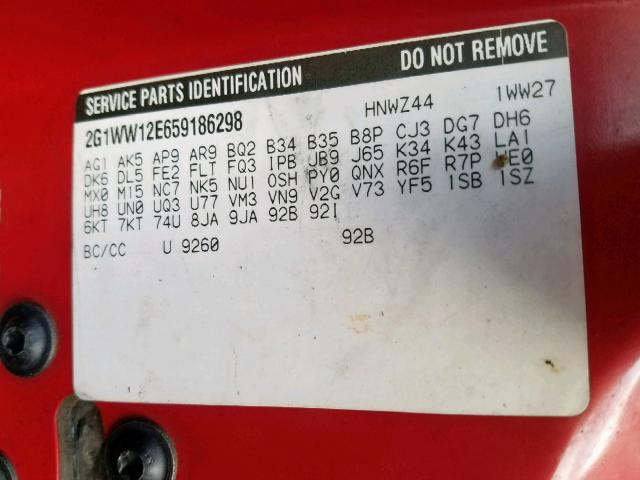 SERVICE PARTS IDENTIFICATION DO NOT REMOVE
2G1WW12E659186298 HNWZ44 1WW27
AG1 AK5 AP9 AR9 BQ2 B34 B35 B8P CJ3 DG7 DH6
DK6 DL5 FE2 FLT FQ3 IPB JB9 J65 K34 K43 LA1
MX0 M15 NC7 NK5 NU1 OSH PY0 QNX R6F R7P
UH8 UN0 UQ3 U77 VM3 VN9 V2G V73 YF5 1SB 1SZ
6KT 7KT 74U 8JA 9JA 92B 92I
BC/CC U 9260 92B